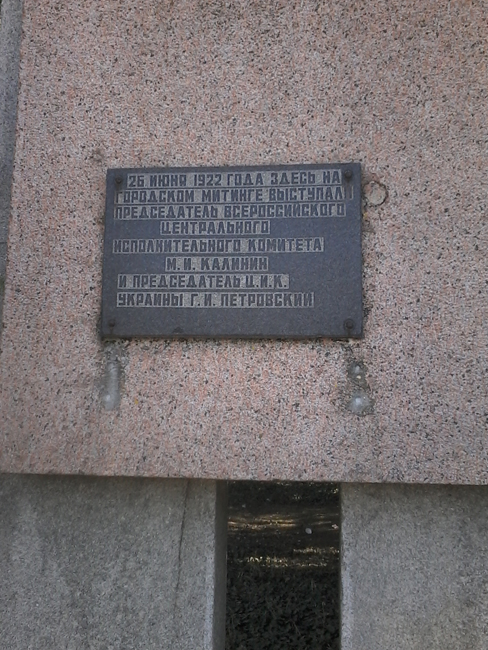 26 ИЮНЯ 1922 ГОДА ЗДЕСЬ НА
ГОРОДСКОМ МИТИНГЕ ВЫСТУПАЛ
ПРЕДСЕДАТЕЛЬ ВСЕРОССИЙСКОГО
ЦЕНТРАЛЬНОГО
ИСПОЛНИТЕЛЬНОГО КОМИТЕТА
М. И. КАЛИНИН
И ПРЕДСЕДАТЕЛЬ Ц.И.К.
УКРАИНЫ Г. И. ПЕТРОВСКИЙ